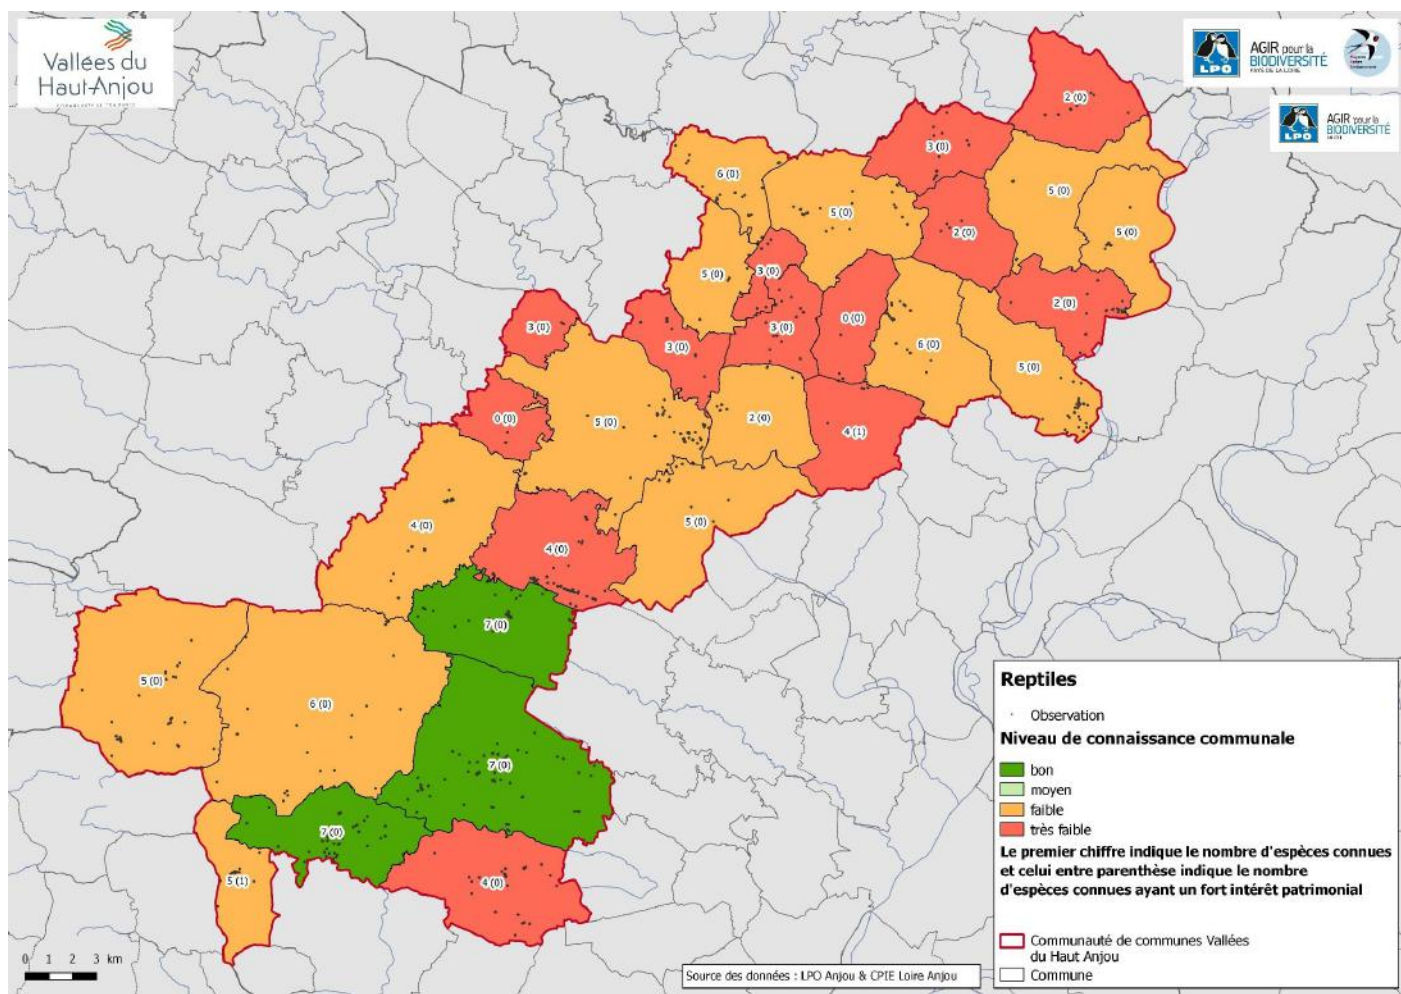 Vallées du
Haut-Anjou
AGIR pour la
BIODIVERSITÉ
PAYS DE LA LOIRE
LPO
AGIR pour la
BIODIVERSITÉ
LPO
2 (0)
3 (0)
6 (0)
5 (0)
5 (0)
5 (0)
2 (0)
5 (0)
3 (0)
2 (0)
3 (0)
3 (0)
3 (0)
0 (0)
6 (0)
5 (0)
0 (0)
5 (0)
2 (0)
4 (1)
4 (0)
5 (0)
4 (0)
7 (0)
5 (0)
6 (0)
7 (0)
7 (0)
5 (1)
4 (0)
Reptiles
Observation
Niveau de connaissance communale
bon
moyen
faible
très faible
Le premier chiffre indique le nombre d'espèces connues
et celui entre parenthèse indique le nombre
d'espèces connues ayant un fort intérêt patrimonial
Communauté de communes Vallées
du Haut Anjou
Commune
0 1 2 3 km
Source des données : LPO Anjou & CPIE Loire Anjou